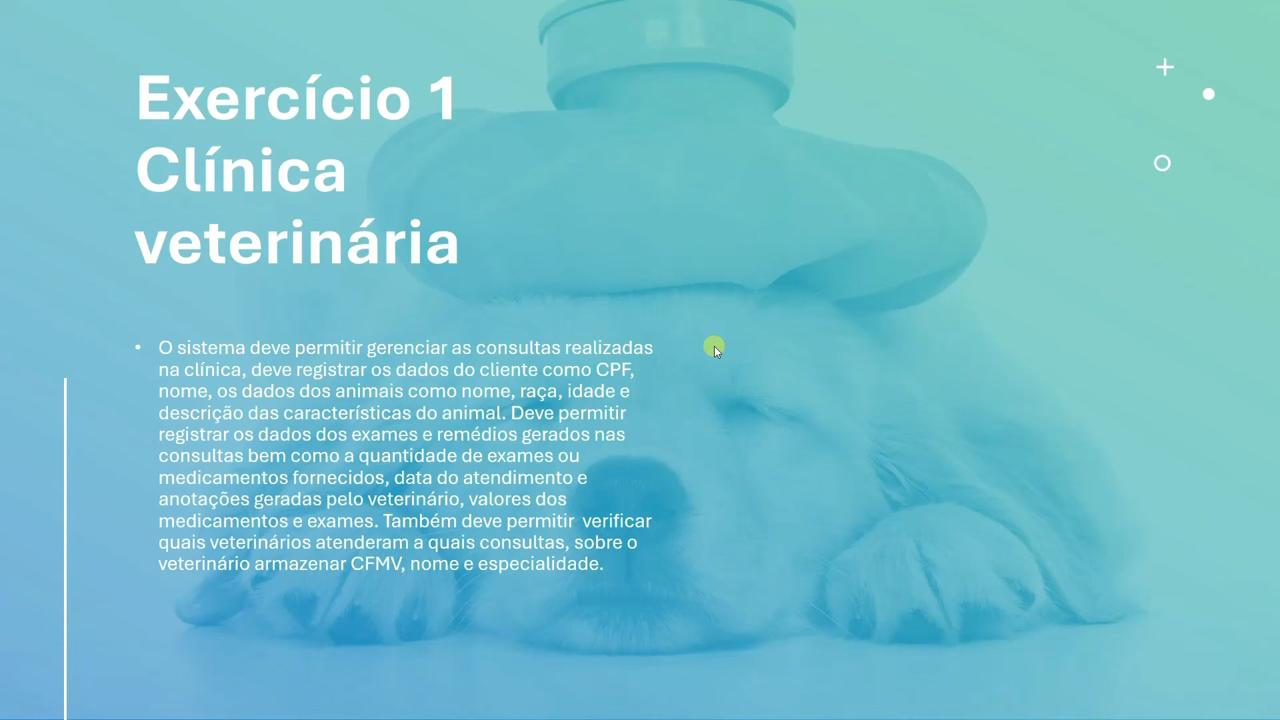 Exercício 1
Clínica
veterinária
• O sistema deve permitir gerenciar as consultas realizadas
na clínica, deve registrar os dados do cliente como CPF,
nome, os dados dos animais como nome, raça, idade e
descrição das características do animal. Deve permitir
registrar os dados dos exames e remédios gerados nas
consultas bem como a quantidade de exames ou
medicamentos fornecidos, data do atendimento e
anotações geradas pelo veterinário, valores dos
medicamentos e exames. Também deve permitir  verificar
quais veterinários atenderam a quais consultas, sobre o
veterinário armazenar CFMV, nome e especialidade.